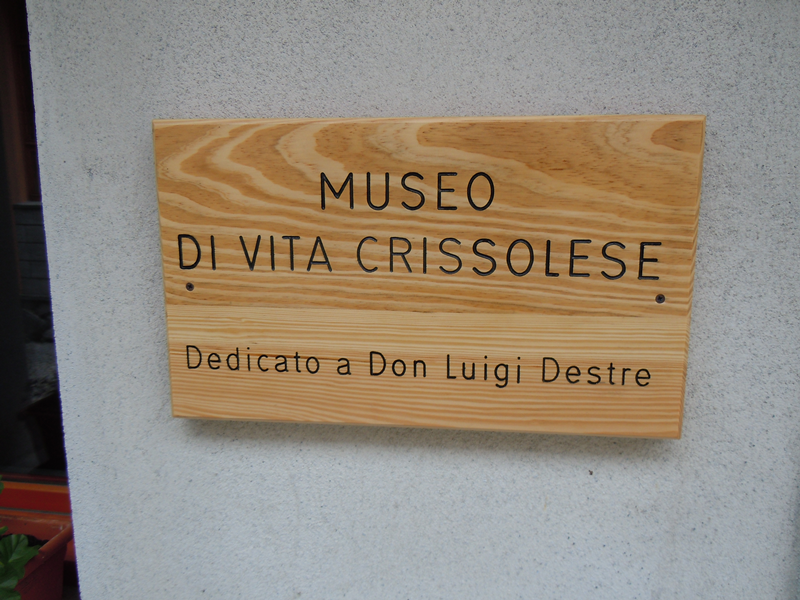 MUSEO
DI VITA CRISSOLESE
Dedicato a Don Luigi Destre